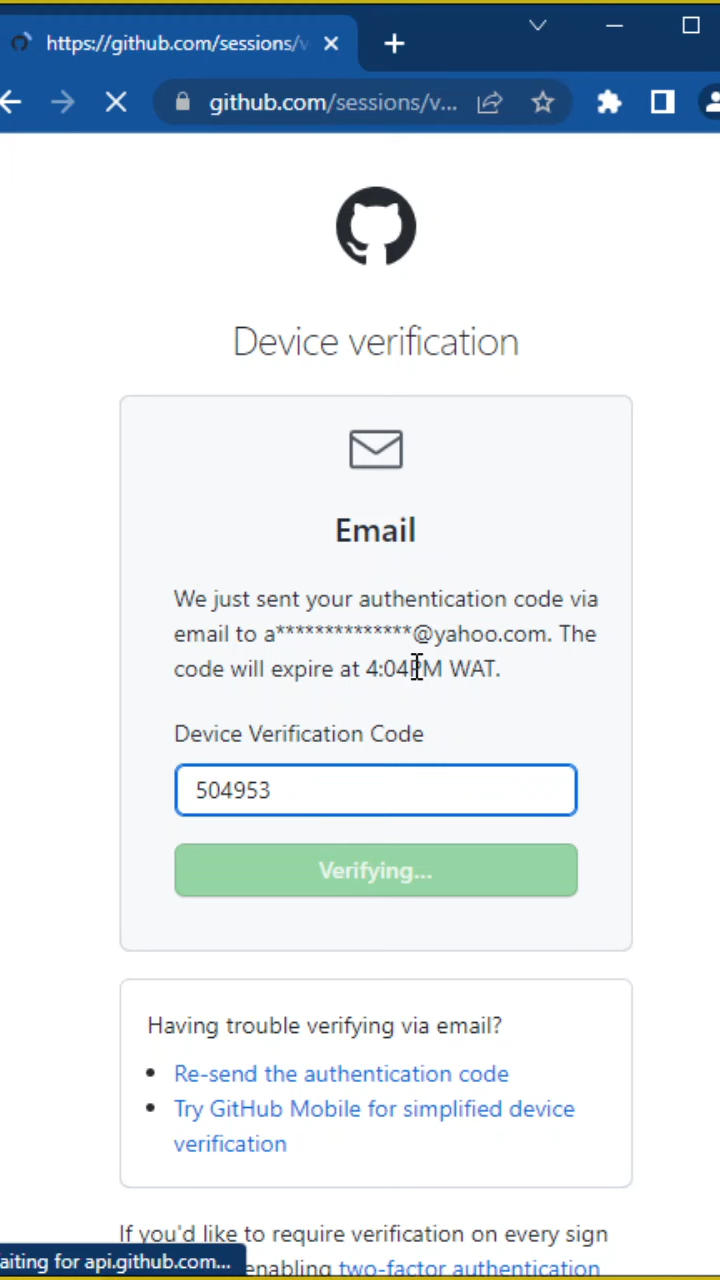 https://github.com/sessions/v
github.com/sessions/v...
Device verification
Email
We just sent your authentication code via
email to a**************@yahoo.com. The
code will expire at 4:04PM WAT.
Device Verification Code
504953
Verifying...
Having trouble verifying via email?
Re-send the authentication code
Try GitHub Mobile for simplified device
verification
If you'd like to require verification on every sign
enabling two-factor authentication
aiting for api.github.com...